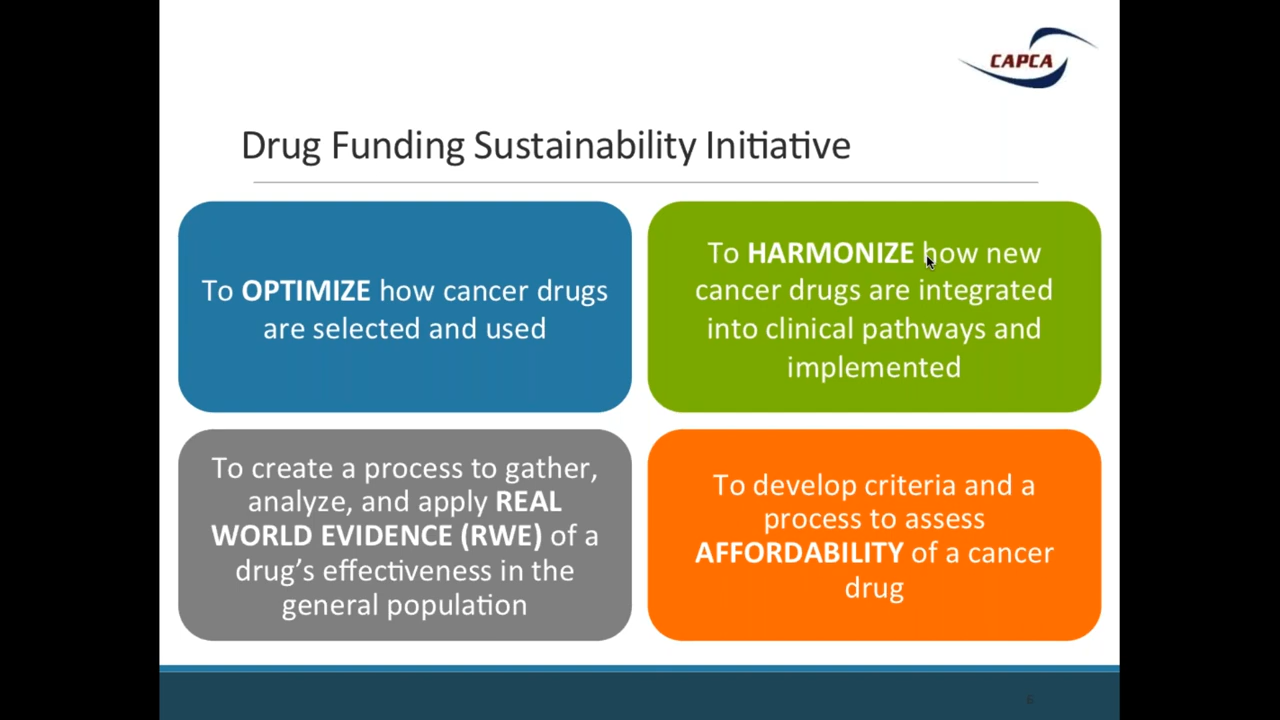 CAPCA
Drug Funding Sustainability Initiative
To OPTIMIZE how cancer drugs
are selected and used
To HARMONIZE how new
cancer drugs are integrated
into clinical pathways and
implemented
To create a process to gather,
analyze, and apply REAL
WORLD EVIDENCE (RWE) of a
drug’s effectiveness in the
general population
To develop criteria and a
process to assess
AFFORDABILITY of a cancer
drug
6